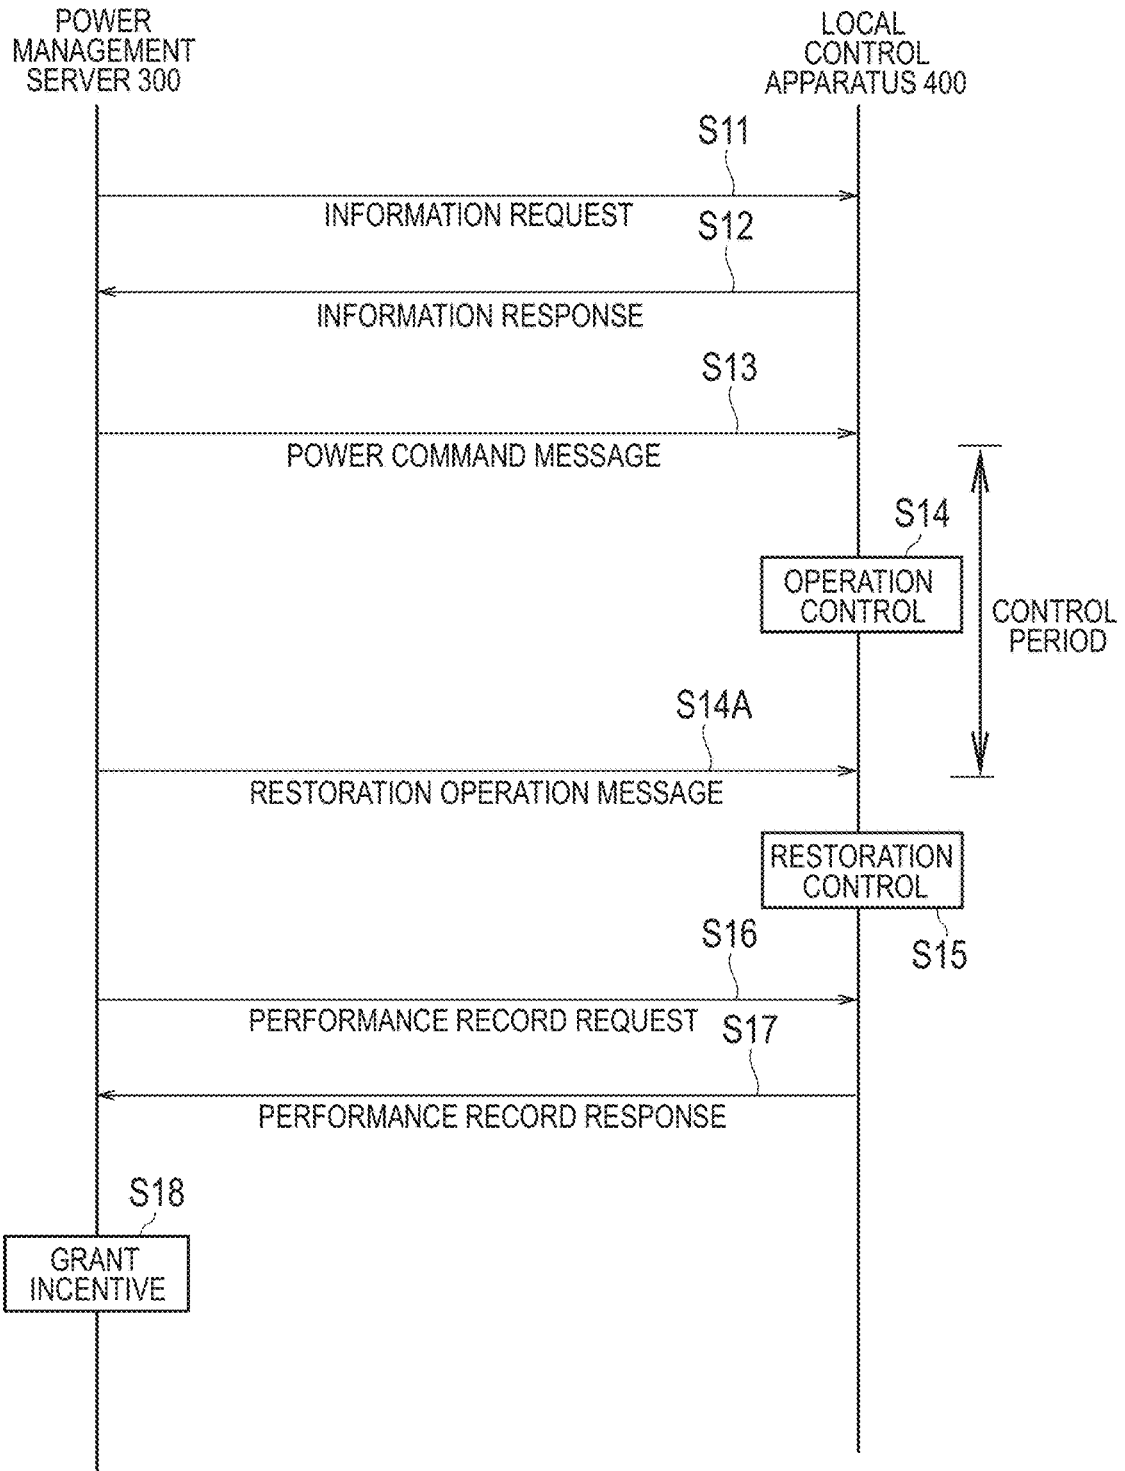 POWER
MANAGEMENT
SERVER 300
LOCAL
CONTROL
APPARATUS 400
S11
INFORMATION REQUEST
S12
INFORMATION RESPONSE
S13
POWER COMMAND MESSAGE
S14
OPERATION
CONTROL
CONTROL
PERIOD
S14A
RESTORATION OPERATION MESSAGE
RESTORATION
CONTROL
S15
S16
PERFORMANCE RECORD REQUEST
S17
PERFORMANCE RECORD RESPONSE
S18
GRANT
INCENTIVE